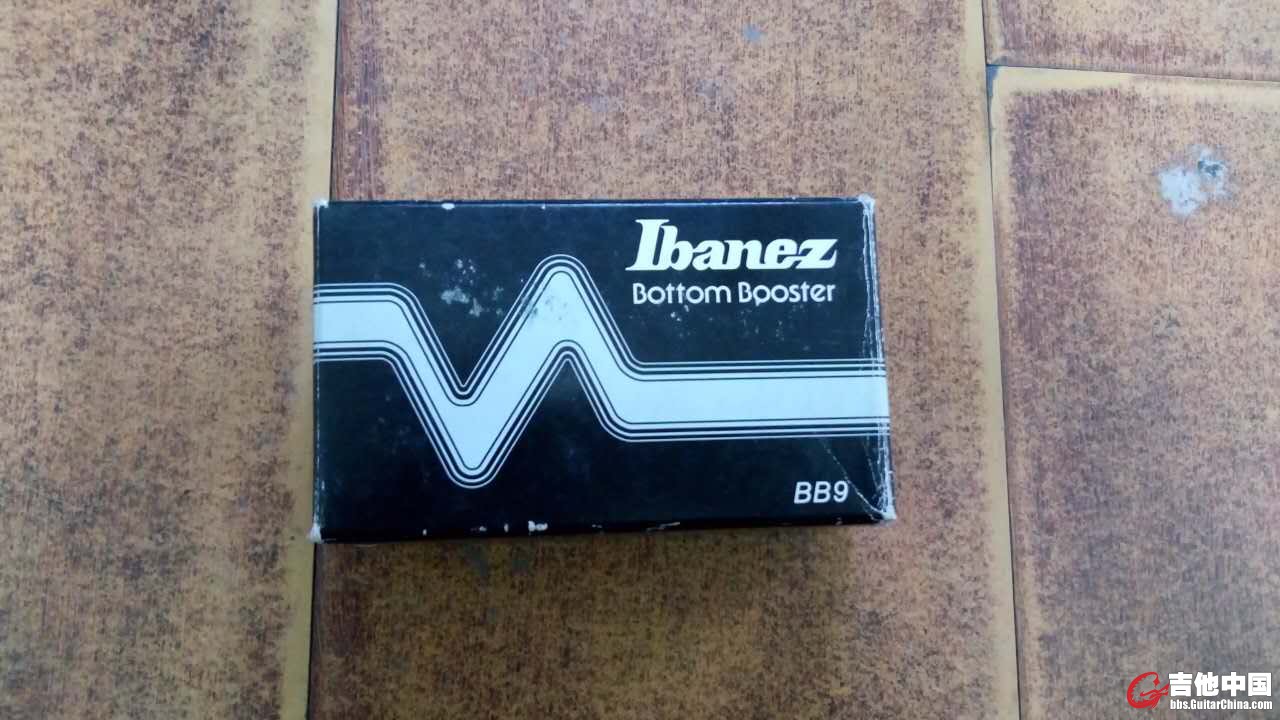 Ibanez
Bottom Booster
BB9
吉他中国
bbs.GuitarChina.com